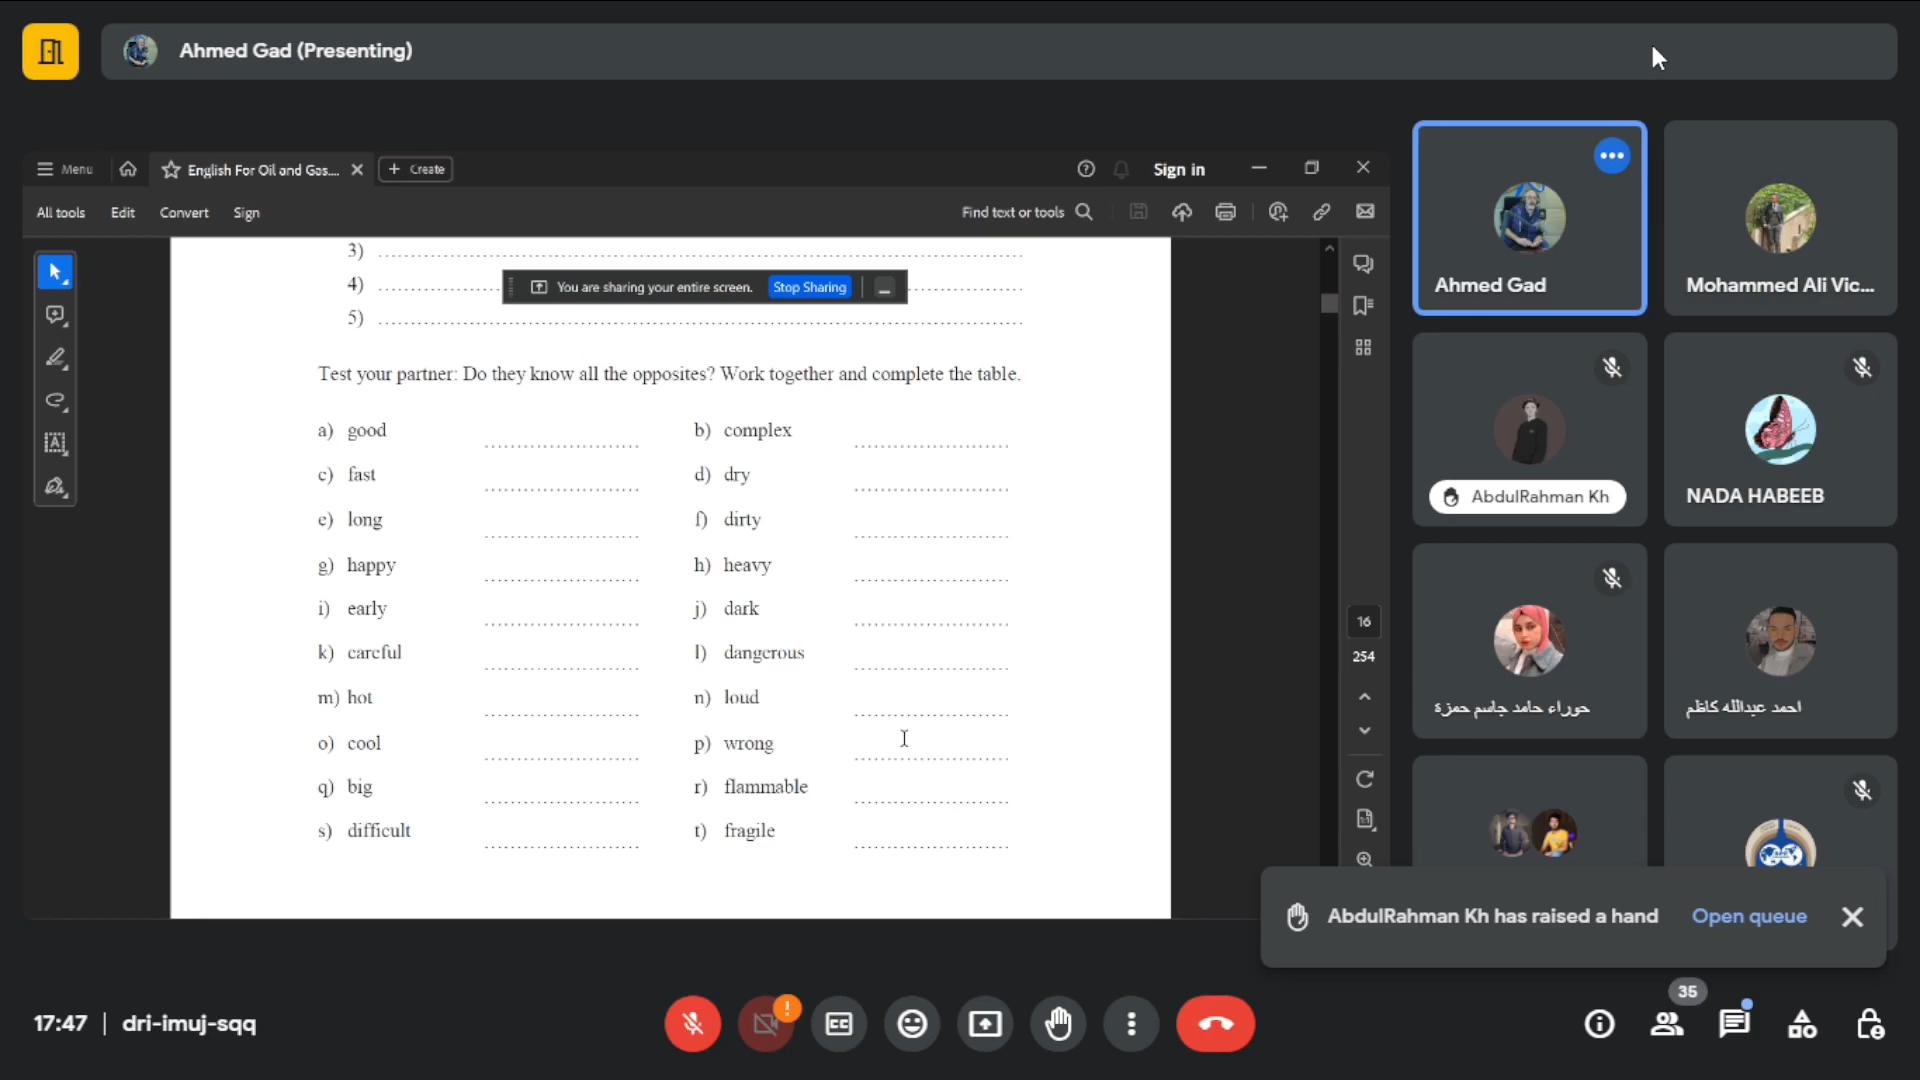 Ahmed Gad (Presenting)
Menu
English For Oil and Gas....
Create
Sign in
All tools
Edit
Convert
Sign
Find text or tools
3) ................
4) ................
You are sharing your entire screen.
Stop Sharing
5) ................
Test your partner: Do they know all the opposites? Work together and complete the table.
a) good ................ b) complex ................
c) fast ................ d) dry ................
e) long ................ f) dirty ................
g) happy ................ h) heavy ................
i) early ................ j) dark ................
k) careful ................ l) dangerous ................
m) hot ................ n) loud ................
o) cool ................ p) wrong ................
q) big ................ r) flammable ................
s) difficult ................ t) fragile ................
16
254
Ahmed Gad
Mohammed Ali Vic...
AbdulRahman Kh
NADA HABEEB
حوراء حامد جاسم حمزة
احمد عبدالله كاظم
AbdulRahman Kh has raised a hand
Open queue
17:47 | dri-imuj-sqq
35